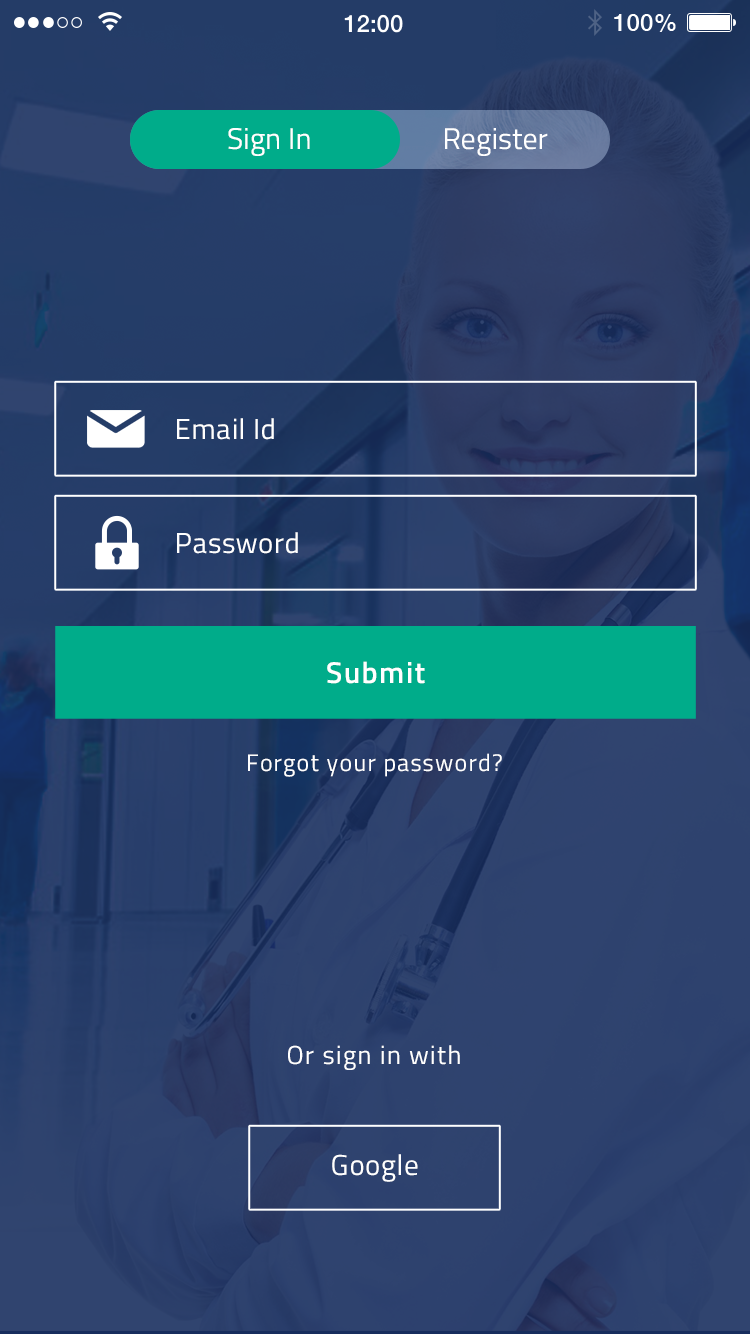 12:00 100%
Sign In Register
Email Id
Password
Submit
Forgot your password?
Or sign in with
Google